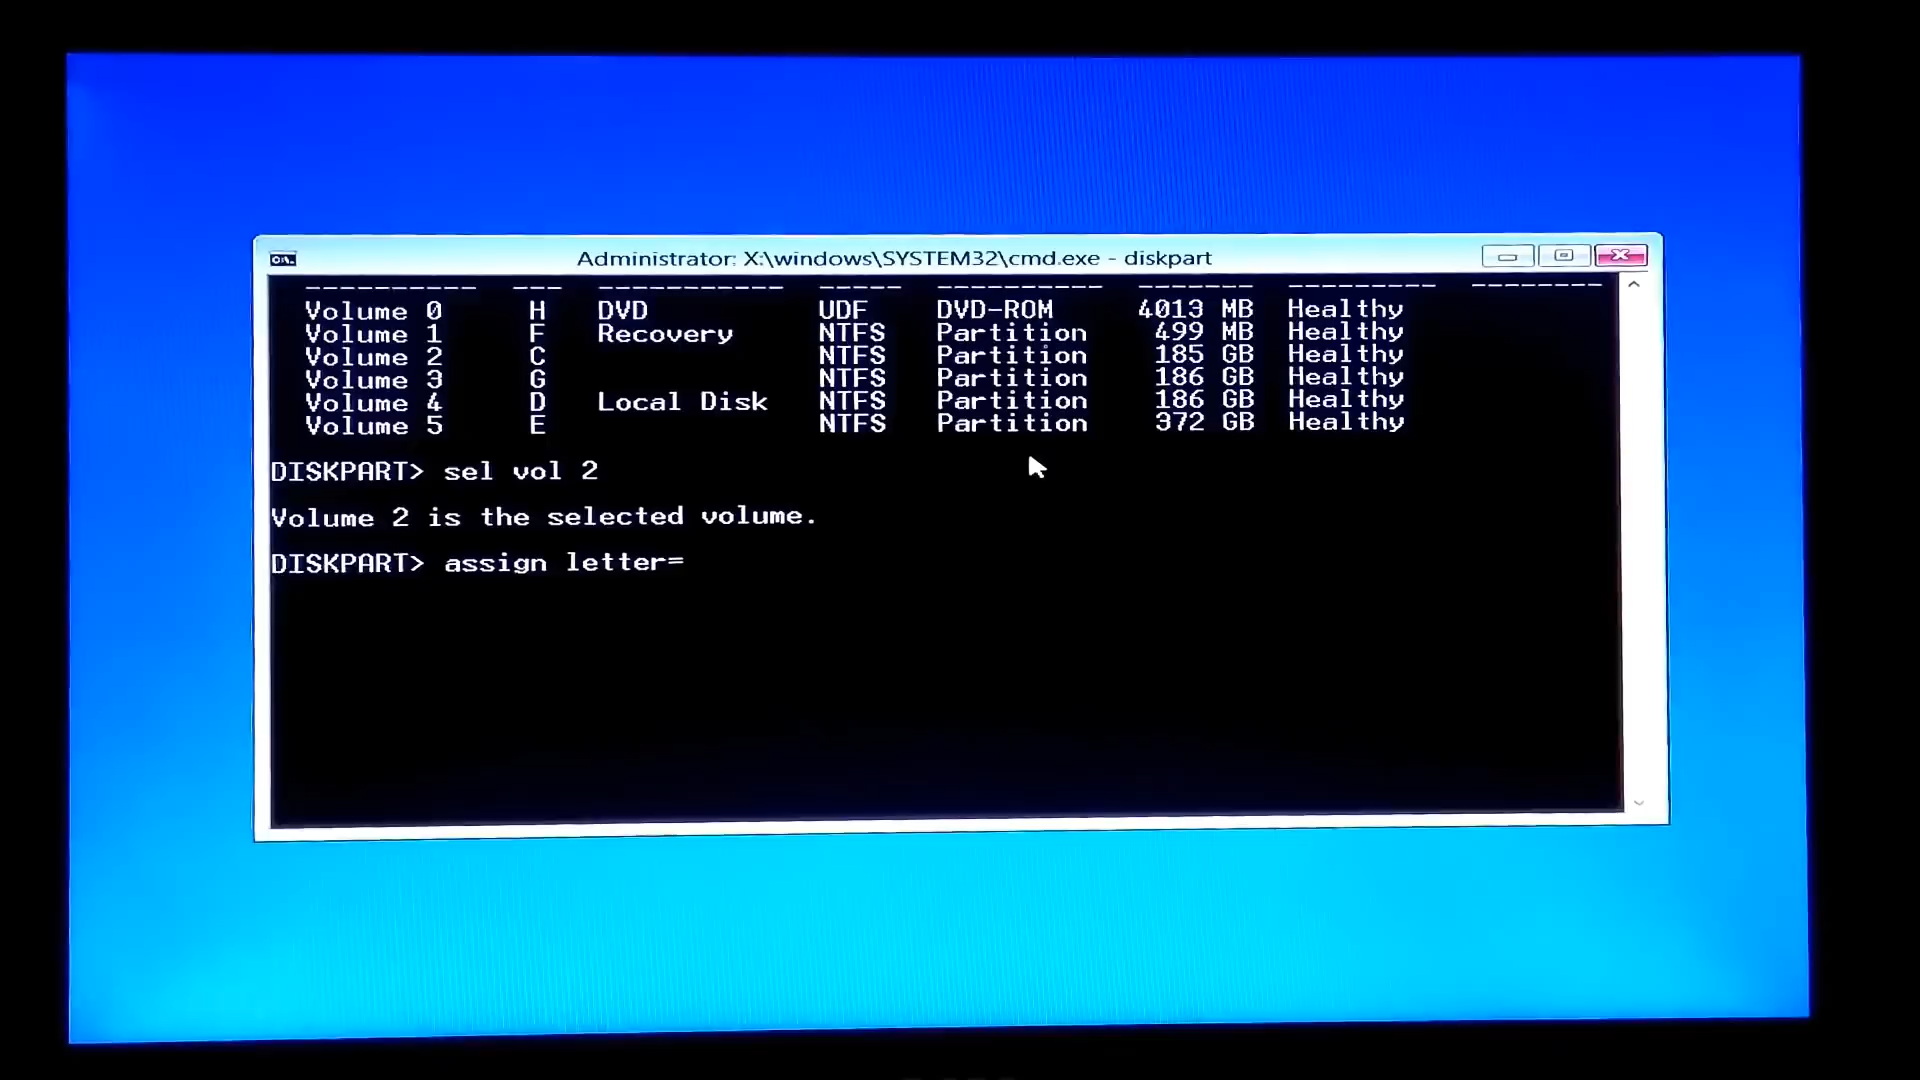 Administrator: X:\windows\SYSTEM32\cmd.exe - diskpart
---------- --- ----------- ----- ---------- ------- --------- --------
Volume 0 H DVD UDF DVD-ROM 4013 MB Healthy
Volume 1 F Recovery NTFS Partition 499 MB Healthy
Volume 2 C NTFS Partition 185 GB Healthy
Volume 3 G NTFS Partition 186 GB Healthy
Volume 4 D Local Disk NTFS Partition 186 GB Healthy
Volume 5 E NTFS Partition 372 GB Healthy
DISKPART> sel vol 2
Volume 2 is the selected volume.
DISKPART> assign letter=